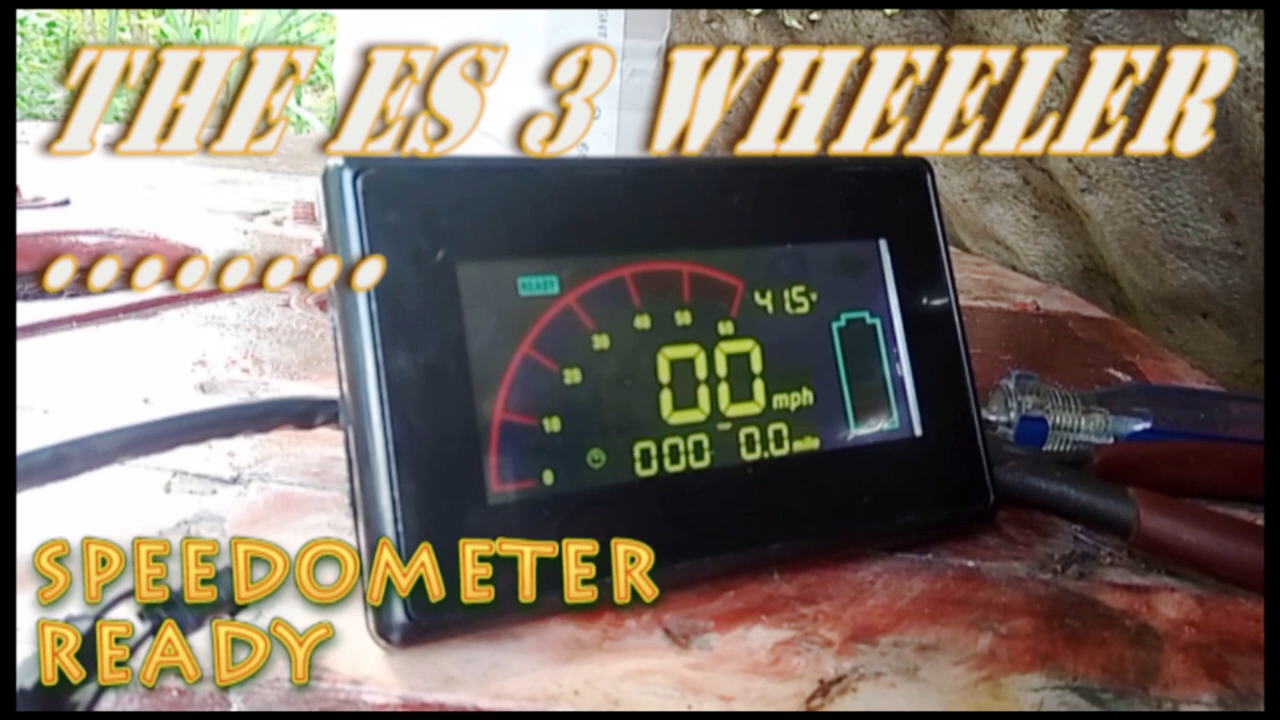 THE ES 3 WHEELER
........
READY
41.5v
60
50
40
30
20
10
0
00 mph
000 0.0 mile
SPEEDOMETER
READY